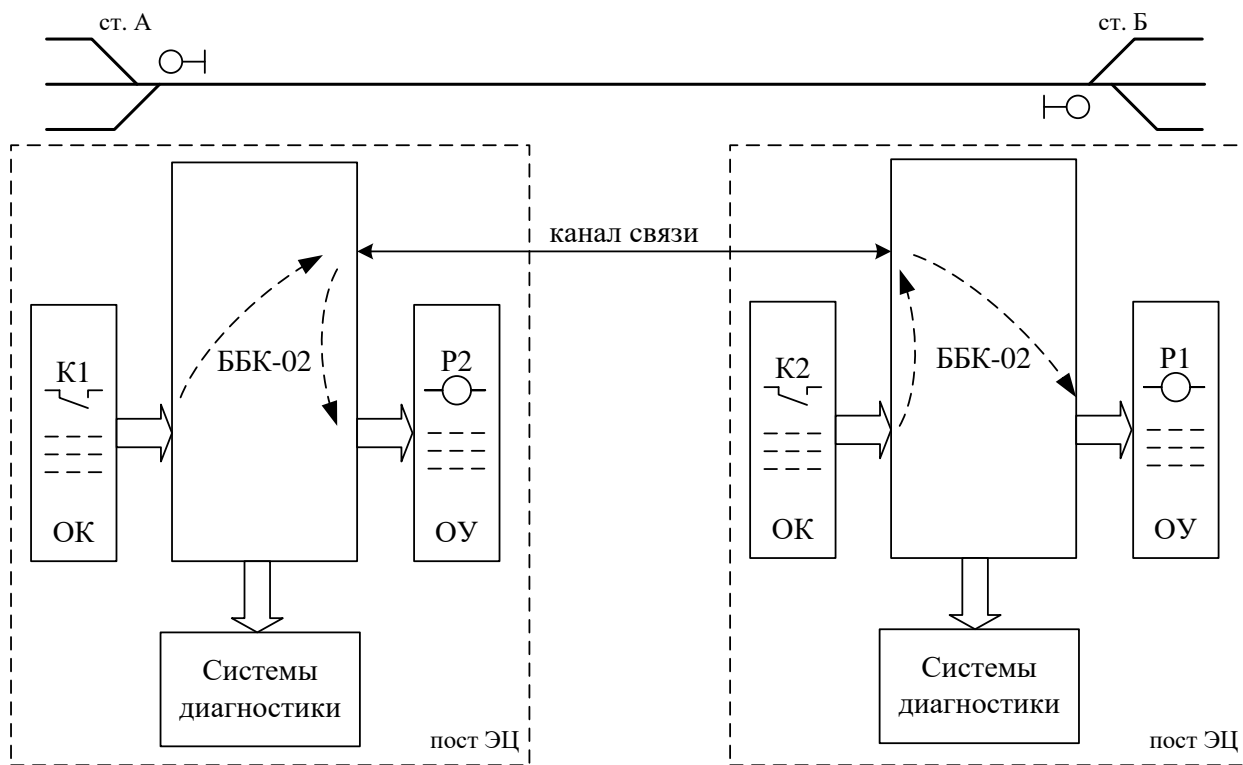 ст. А
ст. Б
канал связи
К1
ББК-02
Р2
К2
ББК-02
Р1
ОК
ОУ
ОК
ОУ
Системы
диагностики
Системы
диагностики
пост ЭЦ
пост ЭЦ